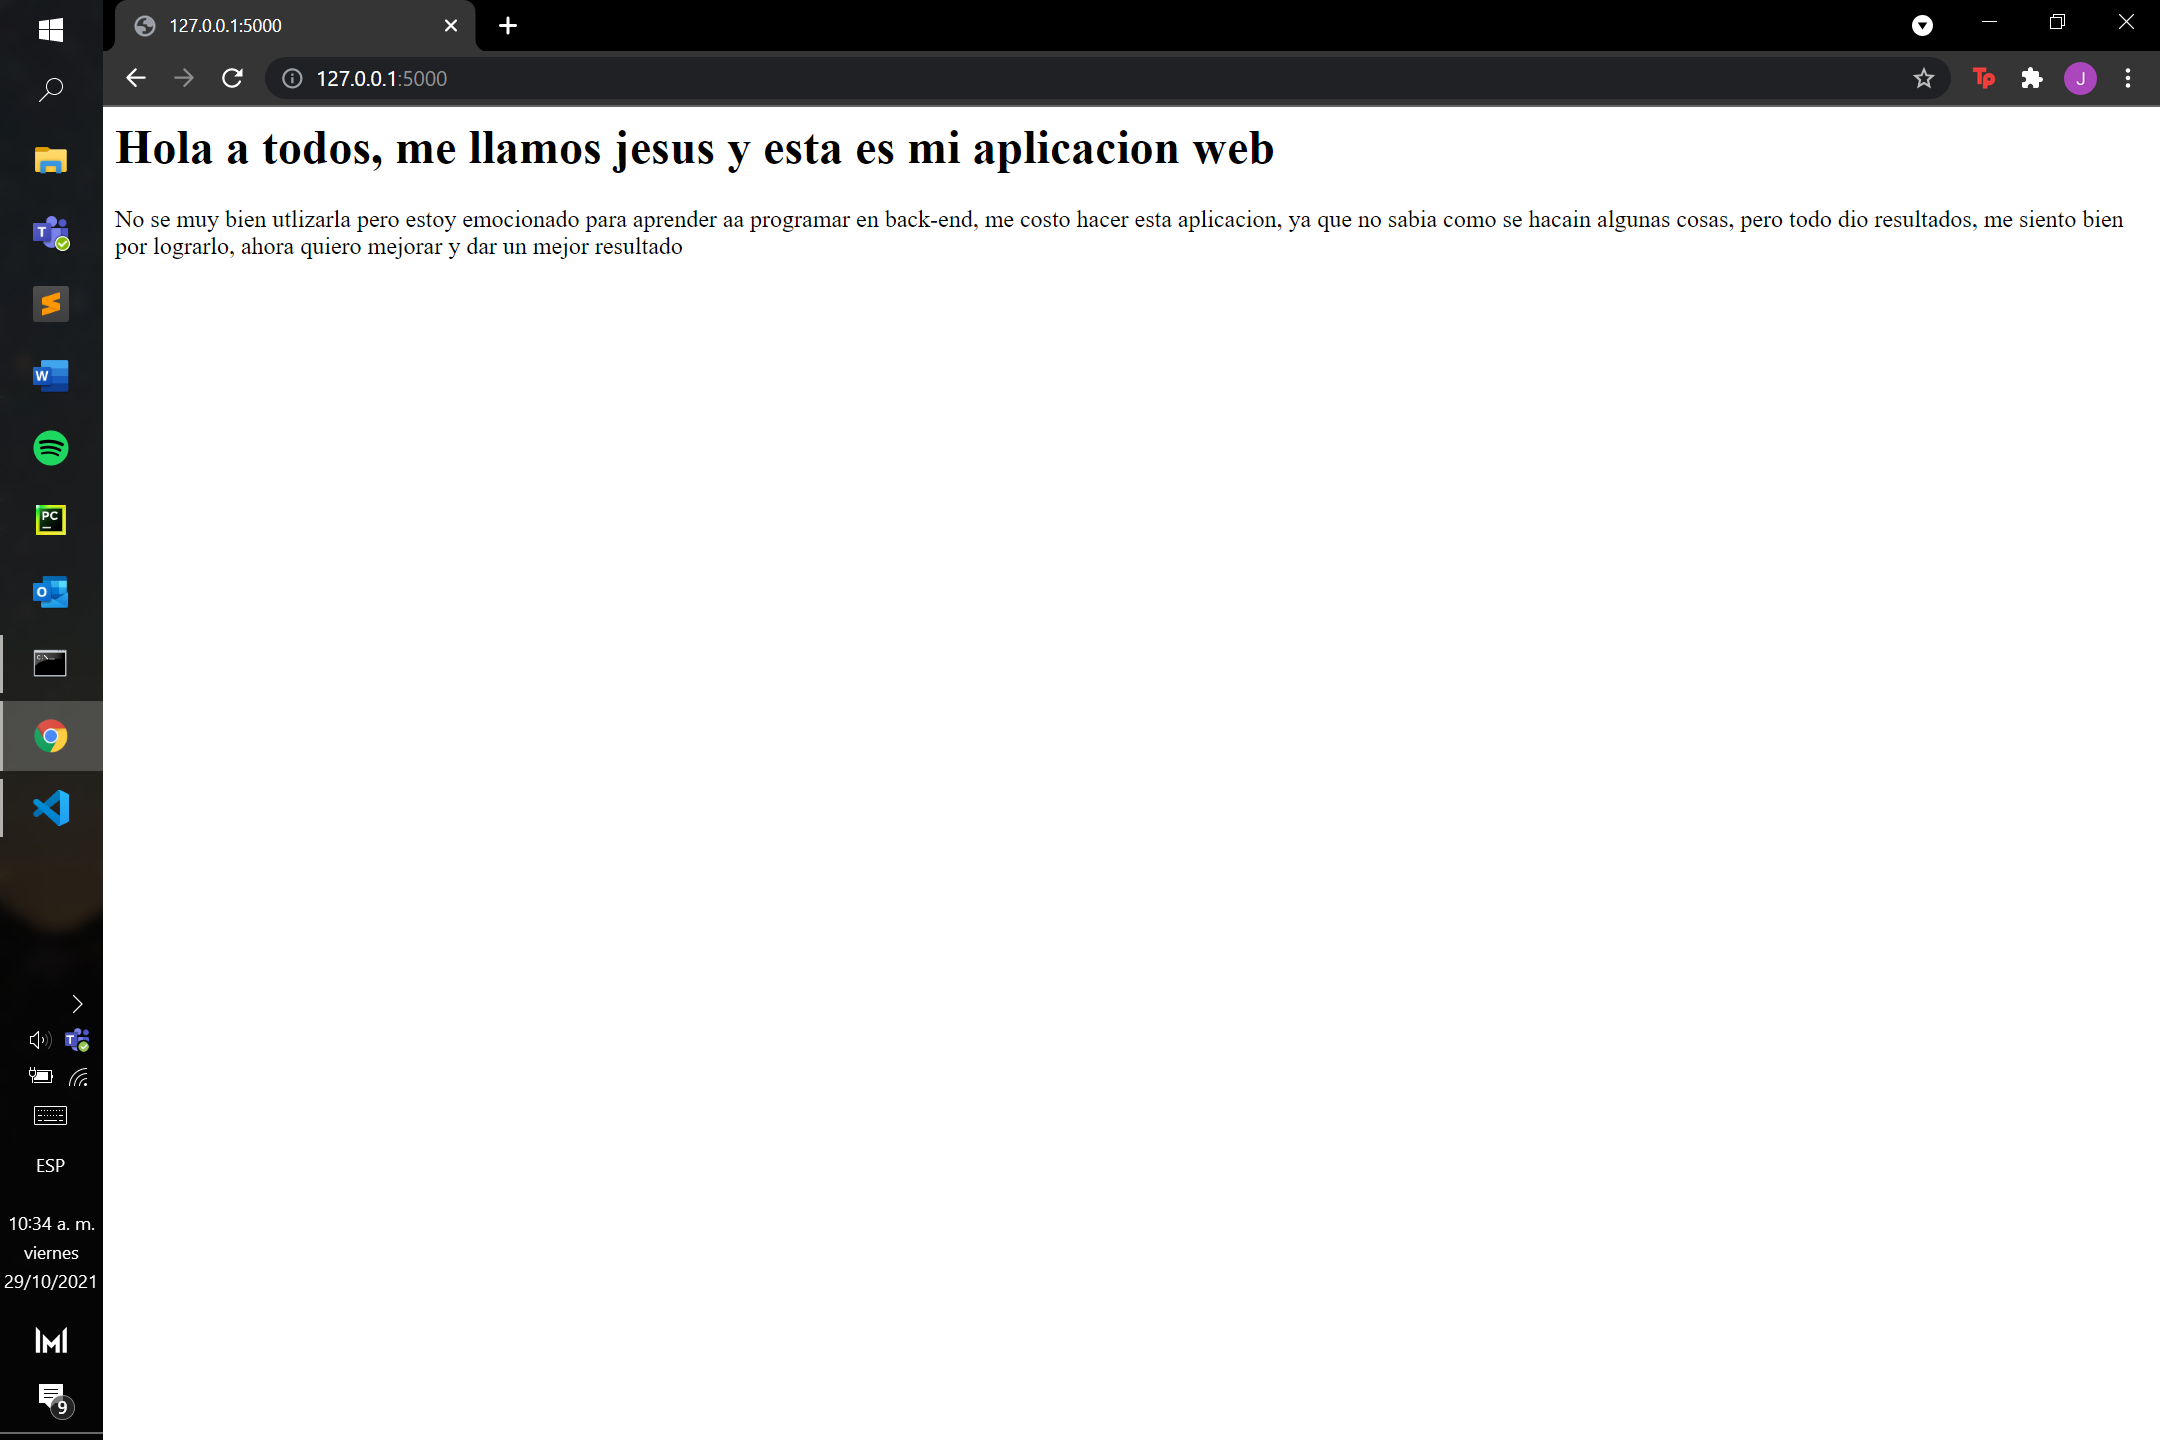 127.0.0.1:5000
127.0.0.1:5000
Tp
J
Hola a todos, me llamos jesus y esta es mi aplicacion web
No se muy bien utlizarla pero estoy emocionado para aprender aa programar en back-end, me costo hacer esta aplicacion, ya que no sabia como se hacain algunas cosas, pero todo dio resultados, me siento bien
por lograrlo, ahora quiero mejorar y dar un mejor resultado
T
W
PC
O
C:\
T
ESP
10:34 a. m.
viernes
29/10/2021
9